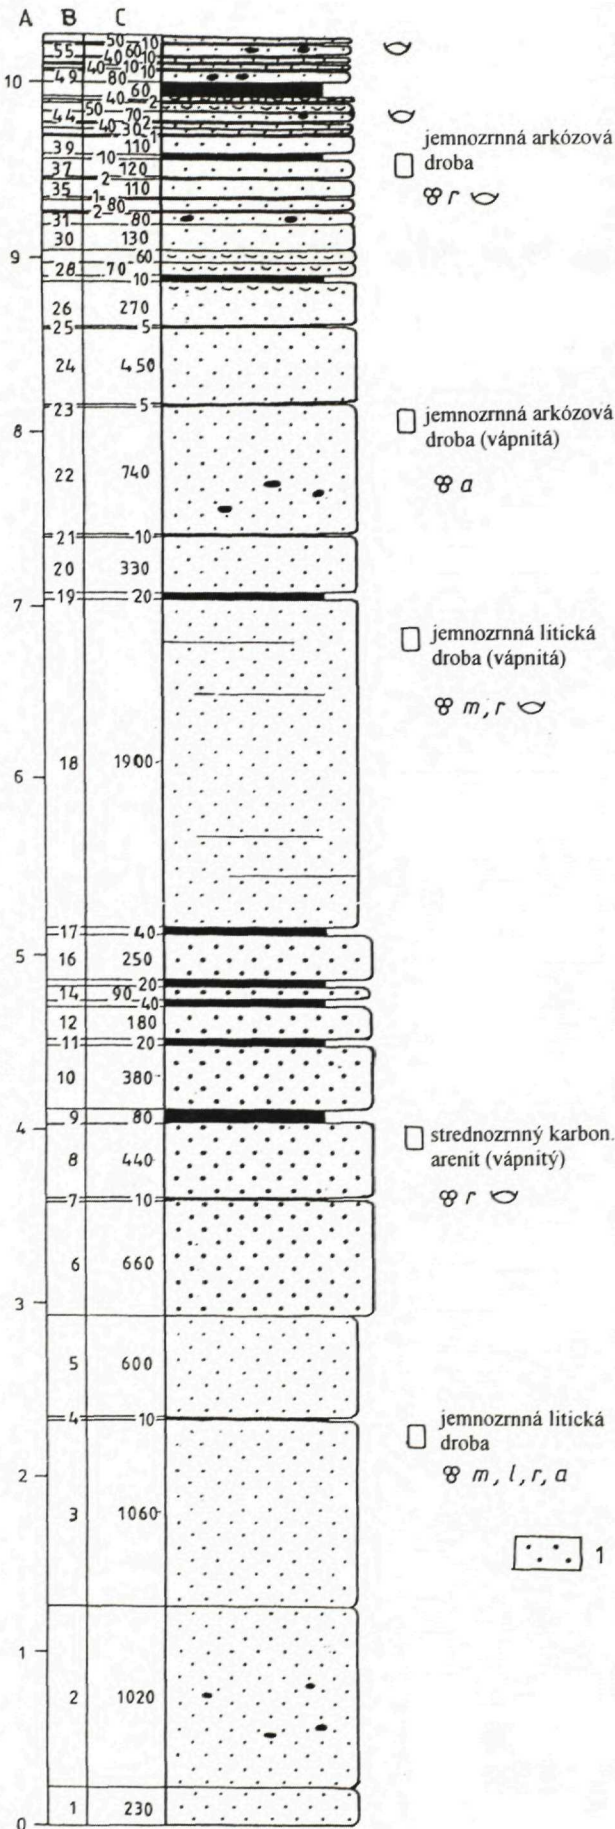 A B C
50 10
55 60
40 10
40 10
49 80
10
60
40 2
50
44 70 2
40 30 1
39 110
10
37 120
2
35 110
1 80
2
31 80
30 130
9 60
28 70
10
26 270
25 5
24 450
23 5
8
22 740
21 10
20 330
7 19 20
6
18 1900
17 40
5 16 250
20
14 90
40
12 180
11 20
10 380
4 9 80
8 440
7 10
6 660
3
5 600
4 10
2
3 1060
1
2 1020
1 230
0
10
jemnozrnná arkózová
droba
r
jemnozrnná arkózová
droba (vápnitá)
a
jemnozrnná litická
droba (vápnitá)
m, r
strednozrnný karbon.
arenit (vápnitý)
r
jemnozrnná litická
droba
m, l, r, a
1